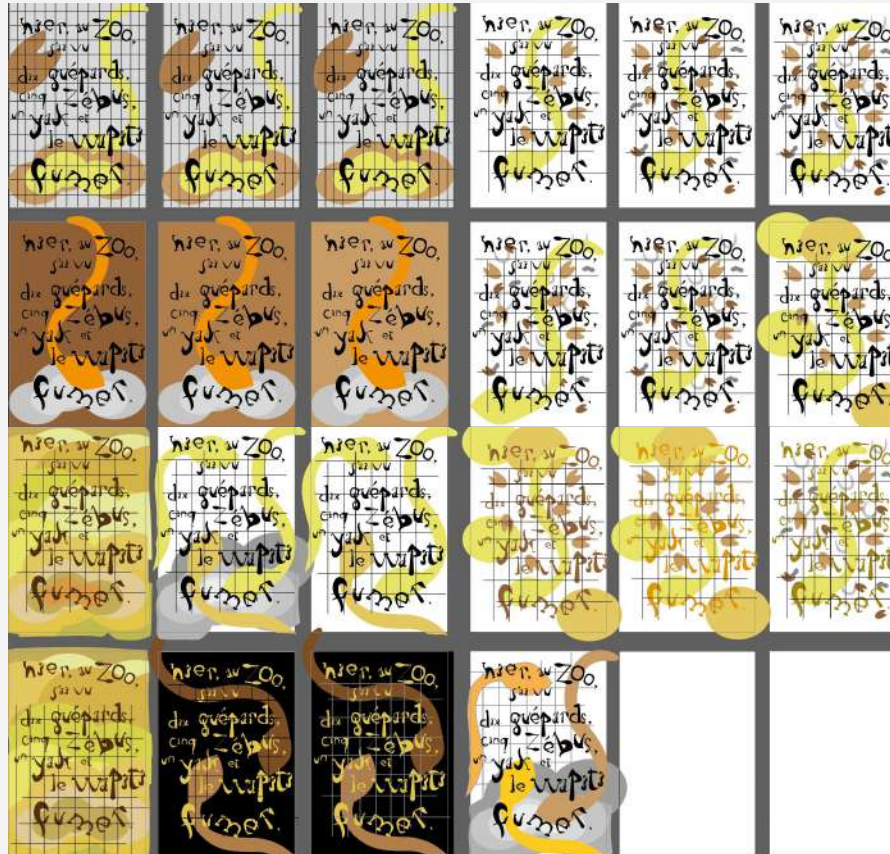 hier, au ZOO,
j'ai vu
dix guépards,
cinq zébus,
un yak et
le wapiti
fumer.